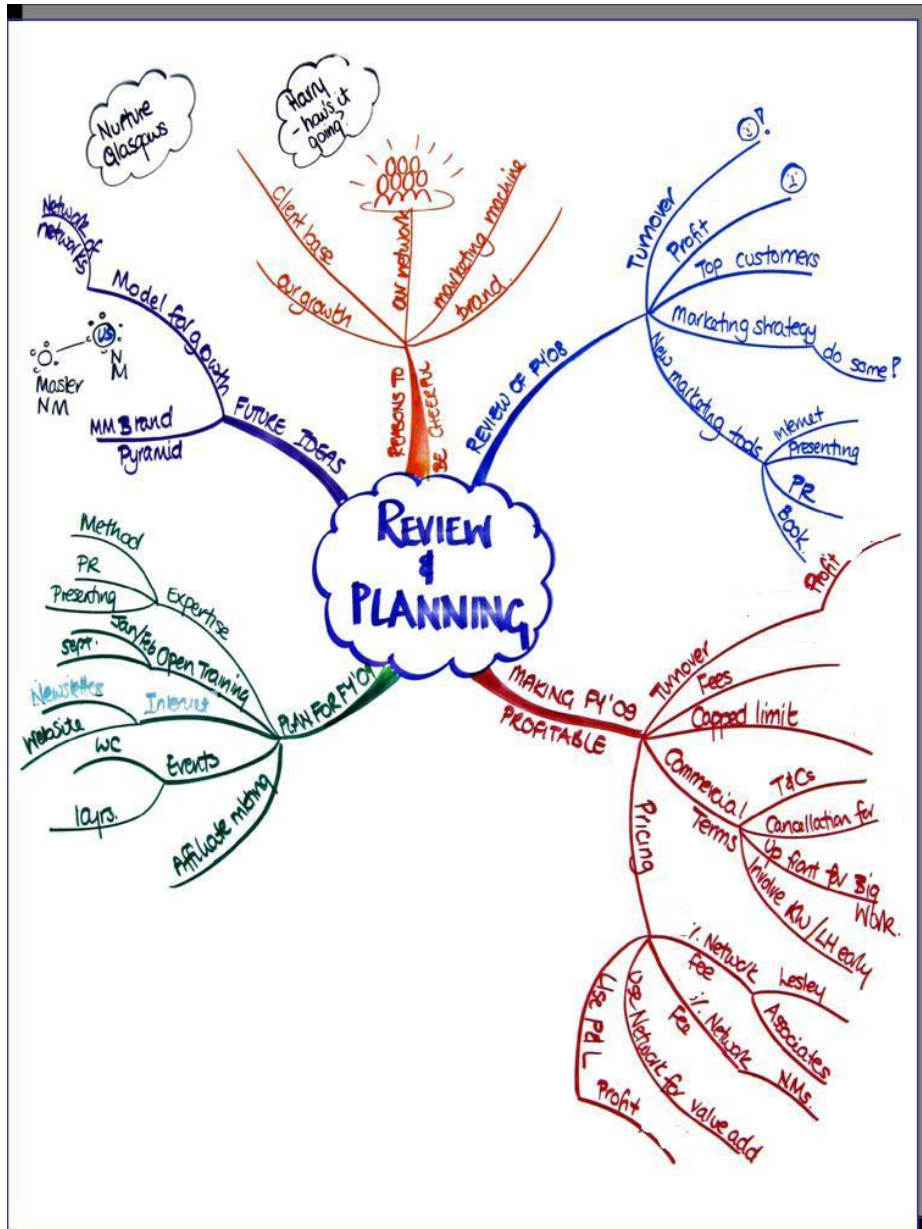 Nurture
Glasgows
Harry
- how's it
going?
REVIEW
&
PLANNING
REVIEW OF FY'08
Turnover
!
Profit
Top customers
Marketing strategy
do some?
New marketing tools
Internet
Presenting
PR
Book.
MAKING FY'09
PROFITABLE
Turnover
Profit
Fees
Capped limit
Commercial
Terms
T&Cs
Cancellation for
Up front for Big
Work.
Involve KW/LH early
Pricing
% Network
Fee
Lesley
Associates
% Network
Fee
NMs.
Use Network for value add
Use P&L
Profit
PLAN FOR FY'09
Affiliate mkting
Events
WC
10yrs.
Internet
Newsletter
Website
Open Training
Jan/Feb
Sept.
Expertise
Method
PR
Presenting
FUTURE IDEAS
MM Brand
Pyramid
Model for growth
Network of
networks
US
NM
Master
NM
REASONS TO
BE CHEERFUL
our growth
client base
our network
marketing machine
brand.